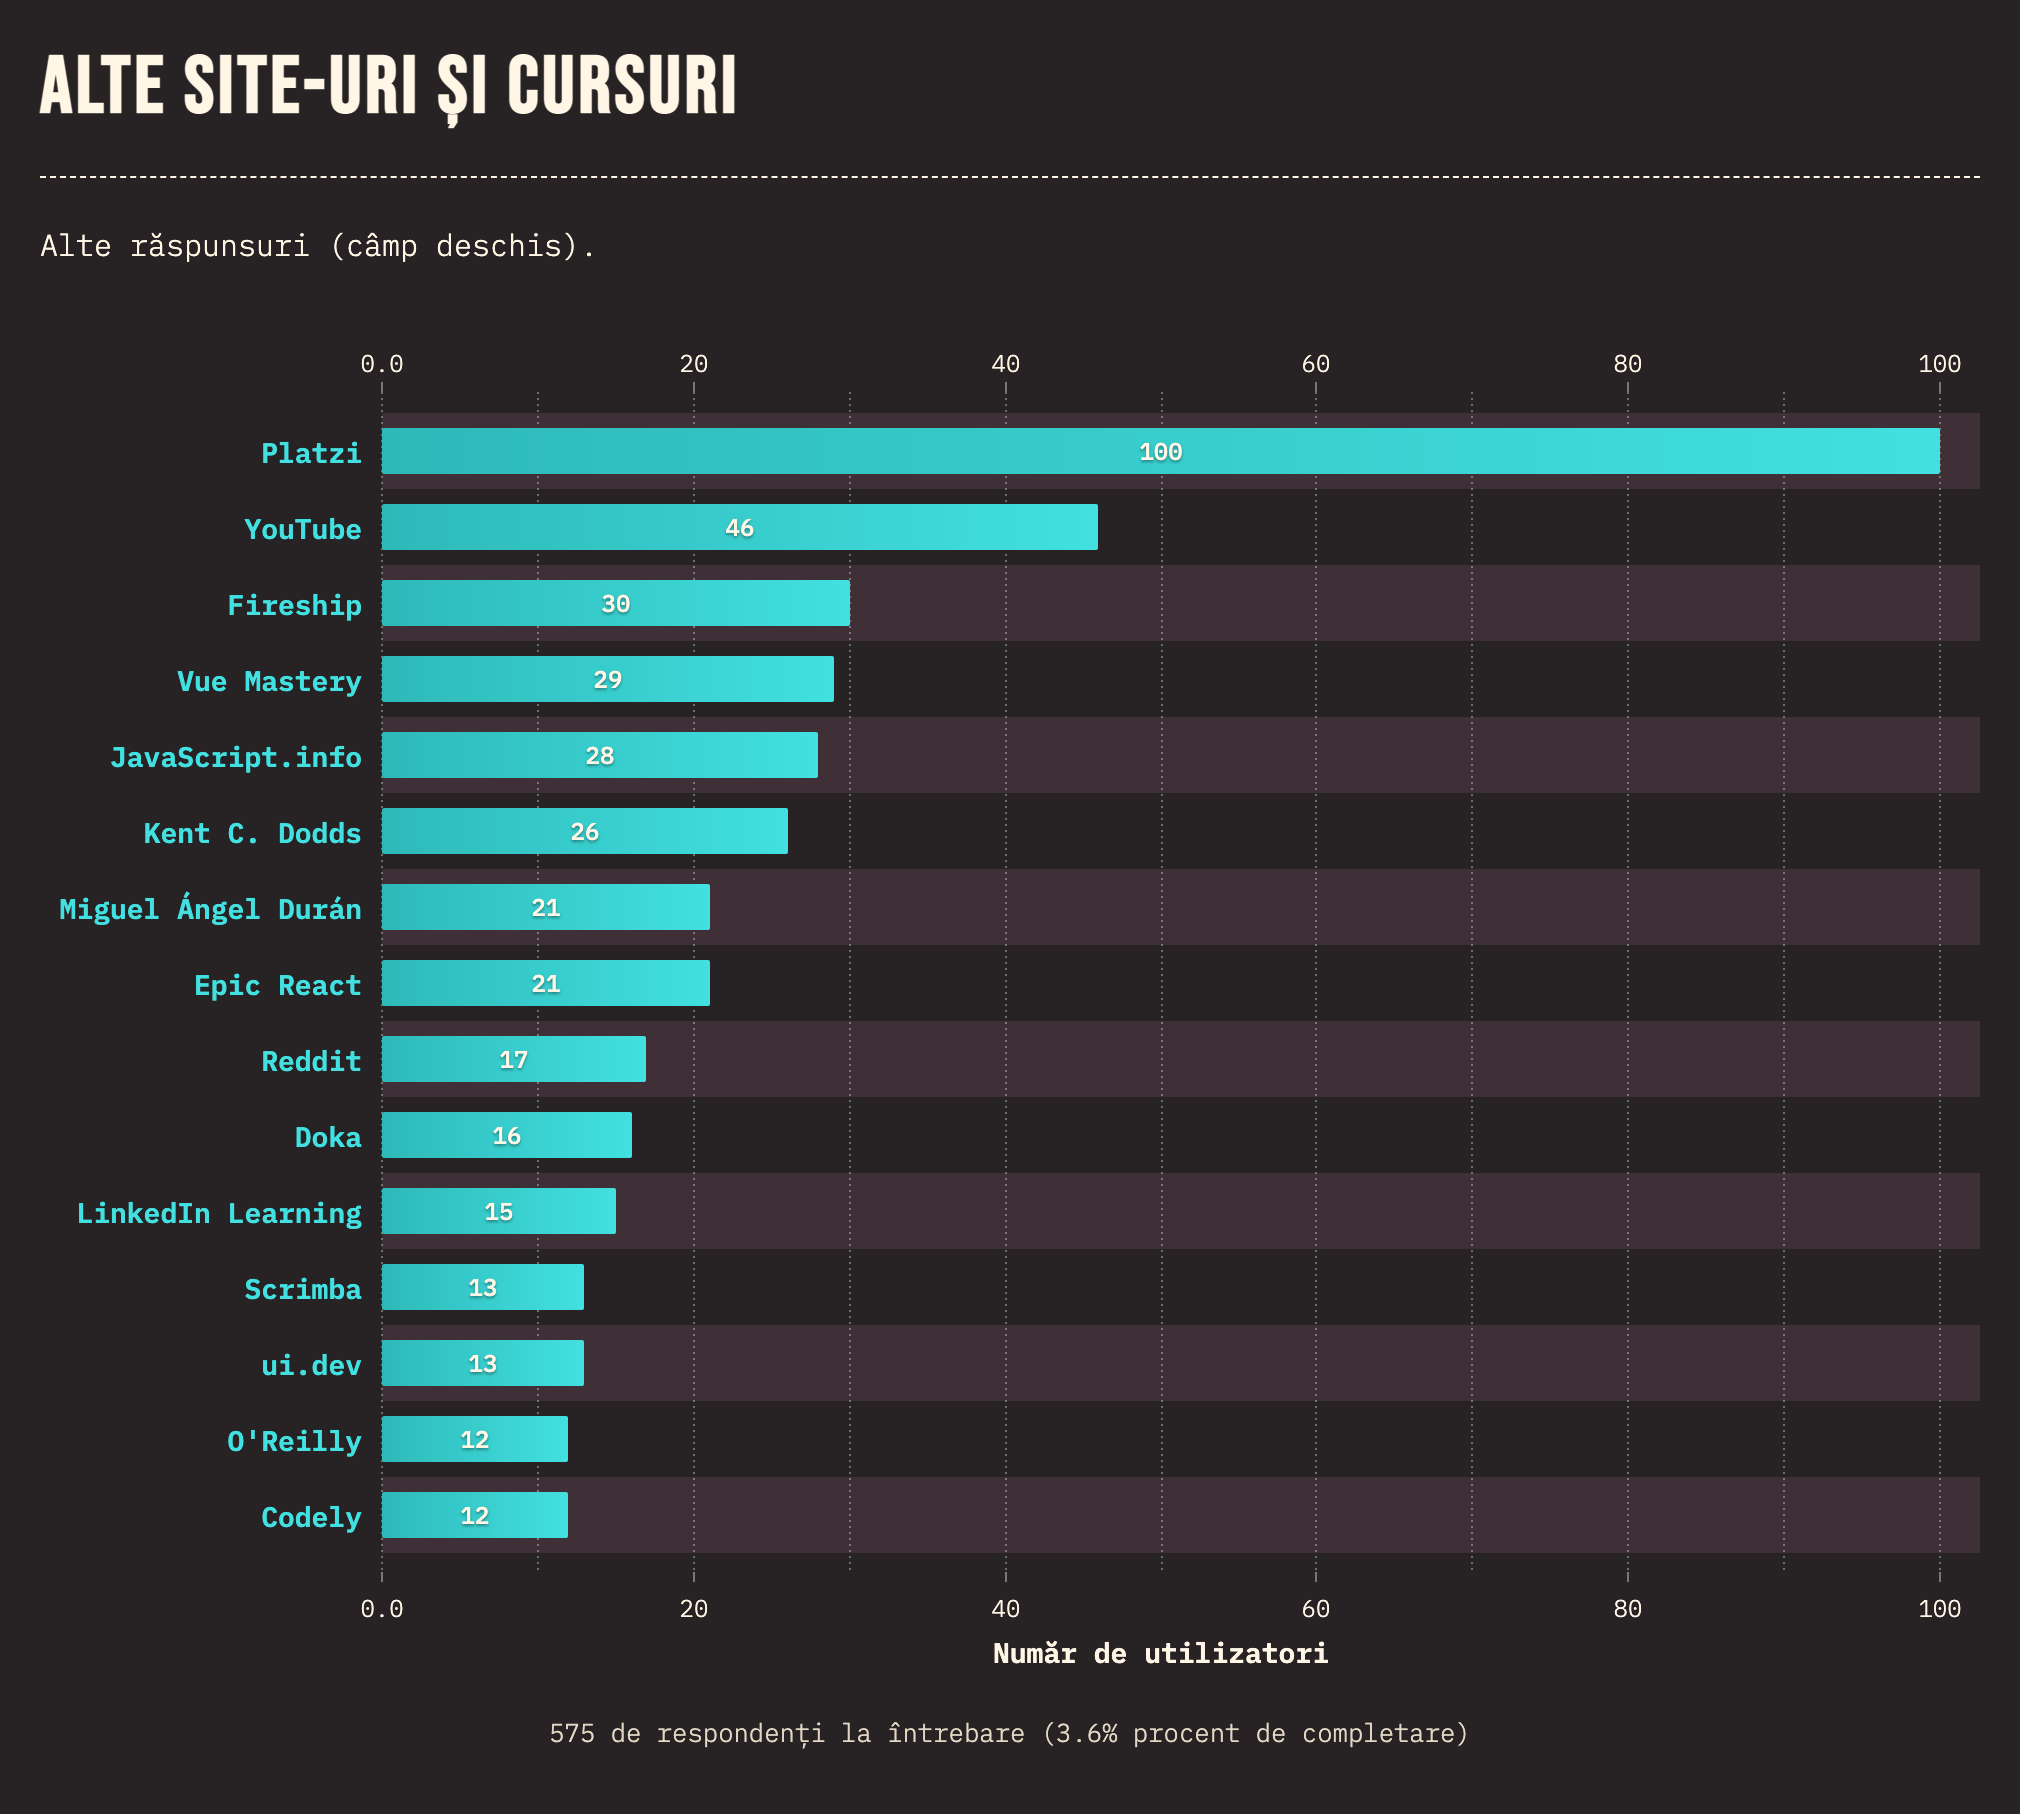 ALTE SITE-URI ȘI CURSURI
Alte răspunsuri (câmp deschis).
0.0 20 40 60 80 100
Platzi 100
YouTube 46
Fireship 30
Vue Mastery 29
JavaScript.info 28
Kent C. Dodds 26
Miguel Ángel Durán 21
Epic React 21
Reddit 17
Doka 16
LinkedIn Learning 15
Scrimba 13
ui.dev 13
O'Reilly 12
Codely 12
0.0 20 40 60 80 100
Număr de utilizatori
575 de respondenți la întrebare (3.6% procent de completare)